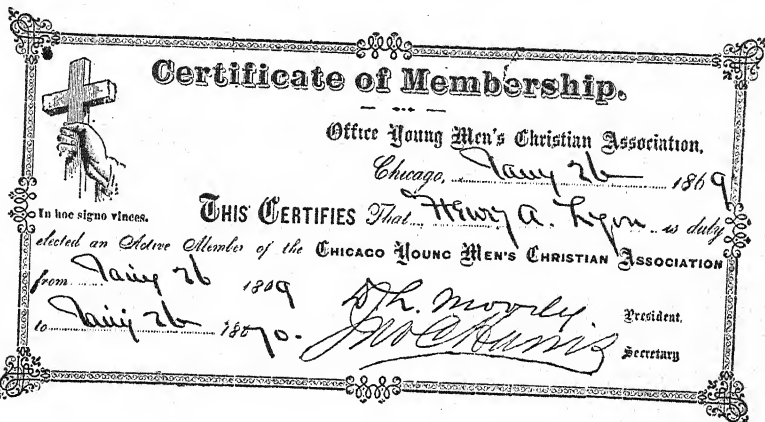 Certificate of Membership.
Office Young Men's Christian Association,
Chicago, Jany 26 1869
In hoc signo vinces.
THIS CERTIFIES That Henry A. Lyon is duly
elected an Active Member of the CHICAGO YOUNG MEN'S CHRISTIAN ASSOCIATION
from Jany 26 1869
to Jany 26 1870.
D. L. Moody President,
Jno Secretary